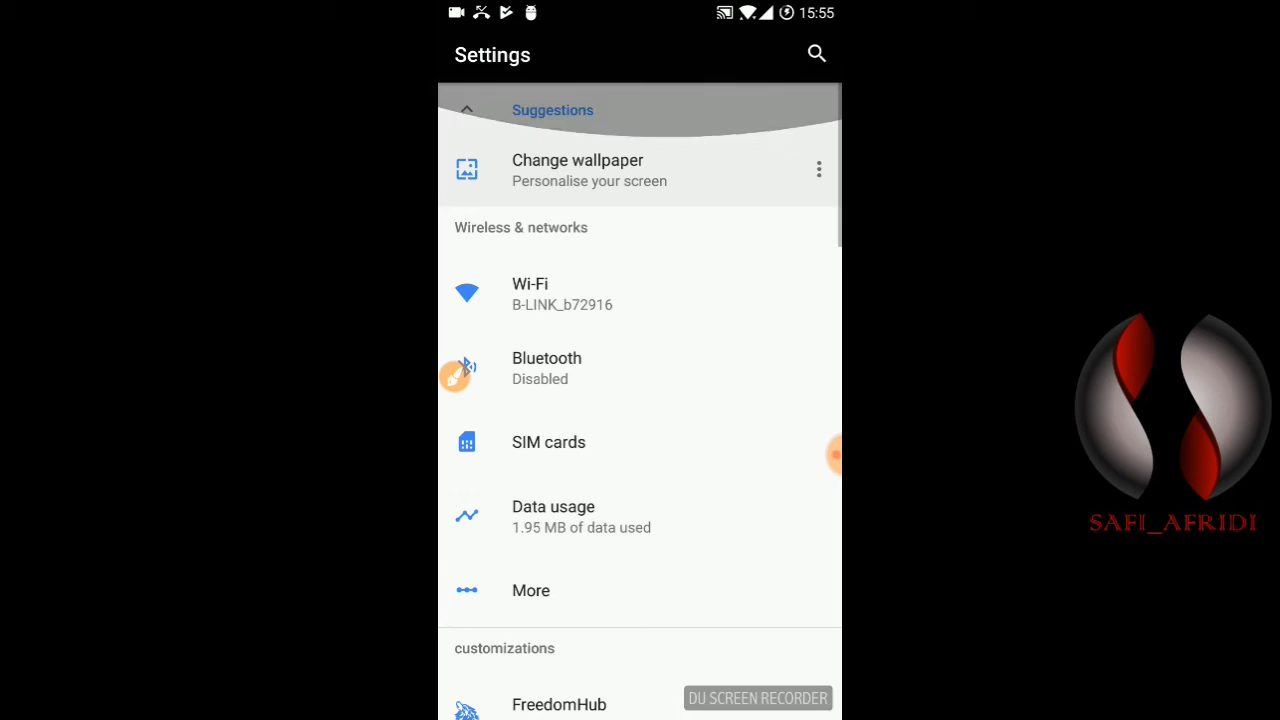 15:55
Settings
Suggestions
Change wallpaper
Personalise your screen
Wireless & networks
Wi-Fi
B-LINK_b72916
Bluetooth
Disabled
SIM cards
Data usage
1.95 MB of data used
More
customizations
FreedomHub
DU SCREEN RECORDER
SAFI_AFRIDI